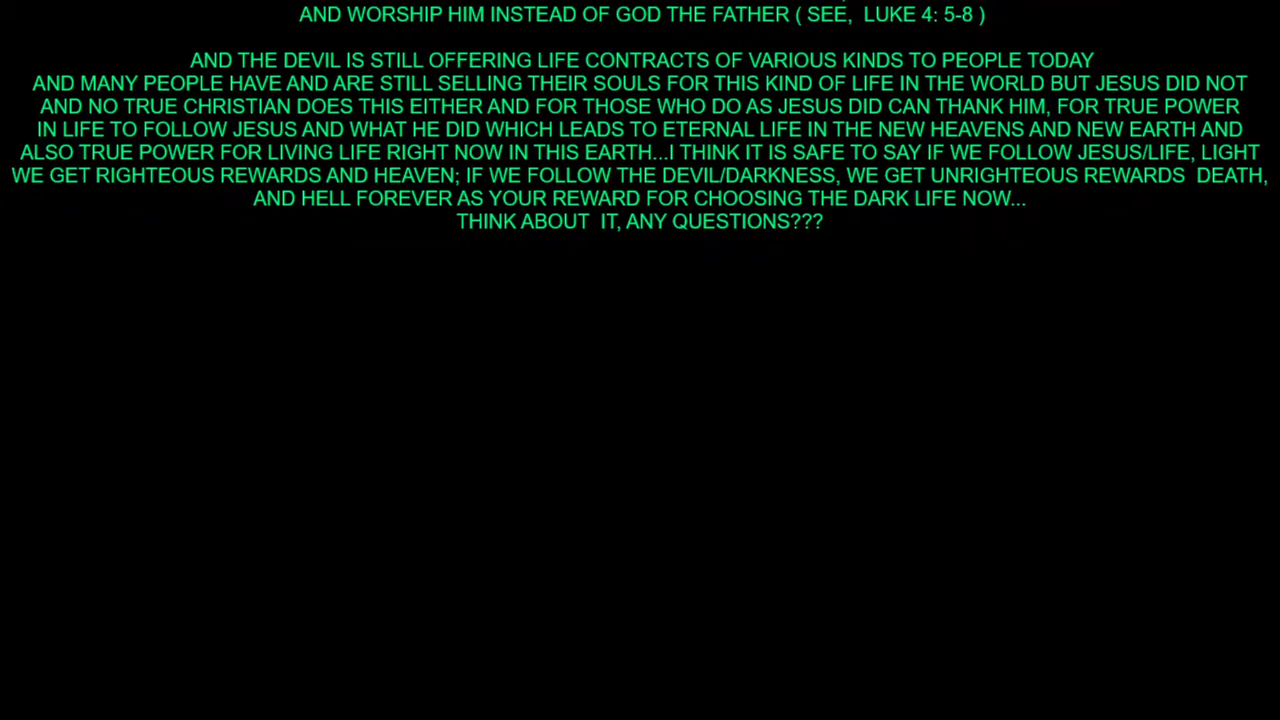 AND WORSHIP HIM INSTEAD OF GOD THE FATHER ( SEE, LUKE 4: 5-8 )
AND THE DEVIL IS STILL OFFERING LIFE CONTRACTS OF VARIOUS KINDS TO PEOPLE TODAY
AND MANY PEOPLE HAVE AND ARE STILL SELLING THEIR SOULS FOR THIS KIND OF LIFE IN THE WORLD BUT JESUS DID NOT
AND NO TRUE CHRISTIAN DOES THIS EITHER AND FOR THOSE WHO DO AS JESUS DID CAN THANK HIM, FOR TRUE POWER
IN LIFE TO FOLLOW JESUS AND WHAT HE DID WHICH LEADS TO ETERNAL LIFE IN THE NEW HEAVENS AND NEW EARTH AND
ALSO TRUE POWER FOR LIVING LIFE RIGHT NOW IN THIS EARTH...I THINK IT IS SAFE TO SAY IF WE FOLLOW JESUS/LIFE, LIGHT
WE GET RIGHTEOUS REWARDS AND HEAVEN; IF WE FOLLOW THE DEVIL/DARKNESS, WE GET UNRIGHTEOUS REWARDS  DEATH,
AND HELL FOREVER AS YOUR REWARD FOR CHOOSING THE DARK LIFE NOW...
THINK ABOUT  IT, ANY QUESTIONS???